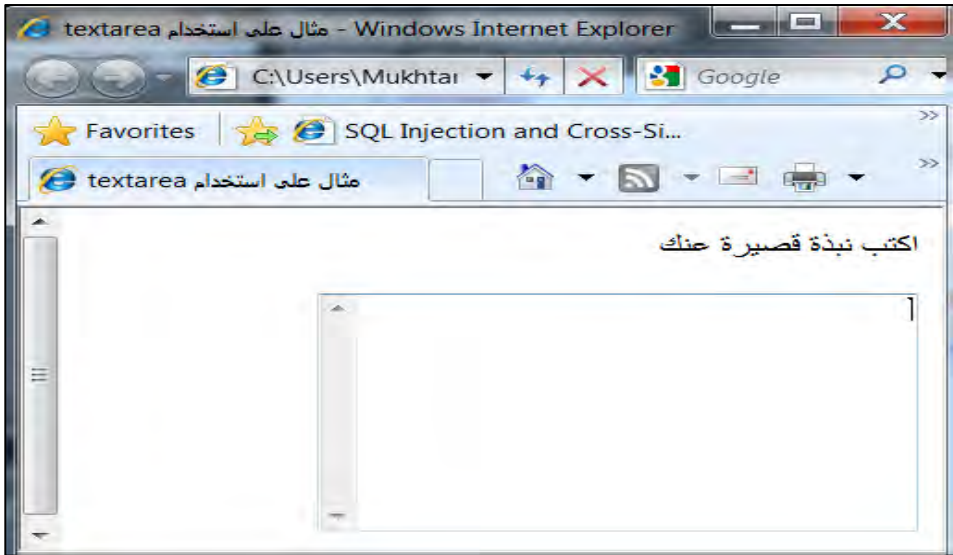 مثال على استخدام textarea - Windows Internet Explorer
C:\Users\Mukhtar
Google
Favorites
SQL Injection and Cross-Si...
مثال على استخدام textarea
اكتب نبذة قصيرة عنك